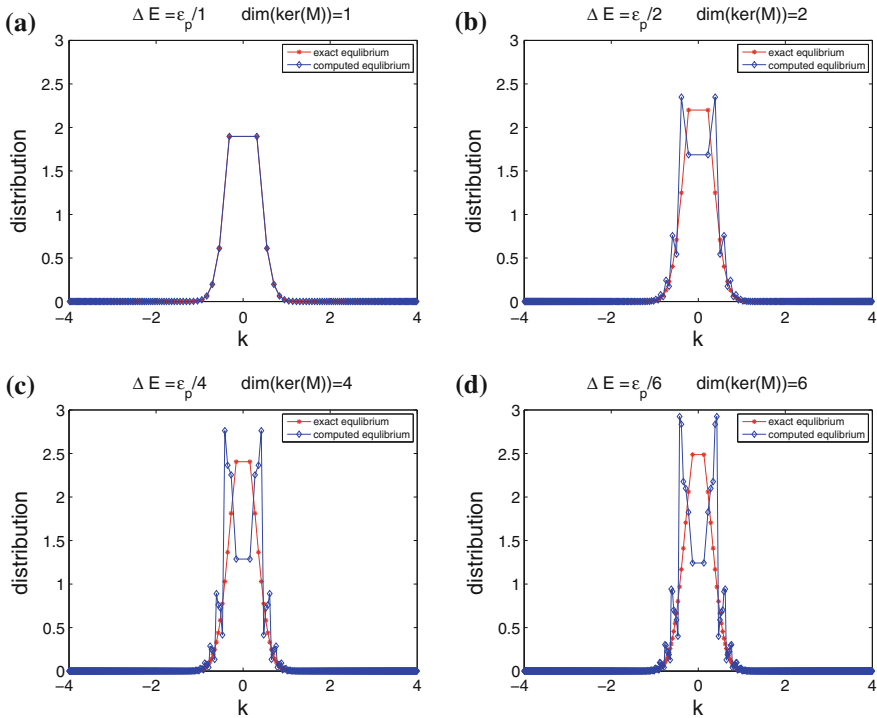 (a) Δ E = ε_p/1 dim(ker(M))=1
exact equlibrium
computed equlibrium
3
2.5
2
1.5
1
0.5
0
distribution
−4 −2 0 2 4
k
(b) Δ E = ε_p/2 dim(ker(M))=2
exact equlibrium
computed equlibrium
3
2.5
2
1.5
1
0.5
0
distribution
−4 −2 0 2 4
k
(c) Δ E = ε_p/4 dim(ker(M))=4
exact equlibrium
computed equlibrium
3
2.5
2
1.5
1
0.5
0
distribution
−4 −2 0 2 4
k
(d) Δ E = ε_p/6 dim(ker(M))=6
exact equlibrium
computed equlibrium
3
2.5
2
1.5
1
0.5
0
distribution
−4 −2 0 2 4
k